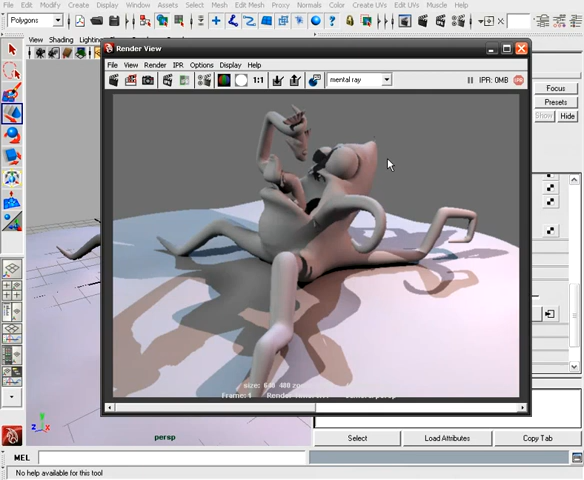 File Edit Modify Create Display Window Assets Select Mesh Edit Mesh Proxy Normals Color Create UVs Edit UVs Muscle Help
Polygons
View Shading Lighting
Render View
File View Render IPR Options Display Help
1:1 mental ray IPR: 0MB
Focus
Presets
Show Hide
size: 640 480
Frame: 1
persp
Select Load Attributes Copy Tab
MEL
No help available for this tool